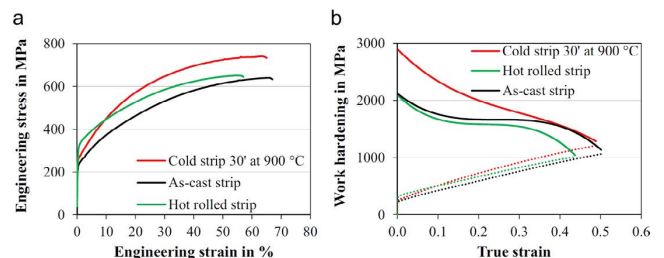 a
Engineering stress in MPa
800
600
400
200
0
Cold strip 30' at 900 °C
As-cast strip
Hot rolled strip
0 10 20 30 40 50 60 70 80
Engineering strain in %
b
Work hardening in MPa
3000
2000
1000
0
Cold strip 30' at 900 °C
Hot rolled strip
As-cast strip
0.0 0.1 0.2 0.3 0.4 0.5 0.6
True strain